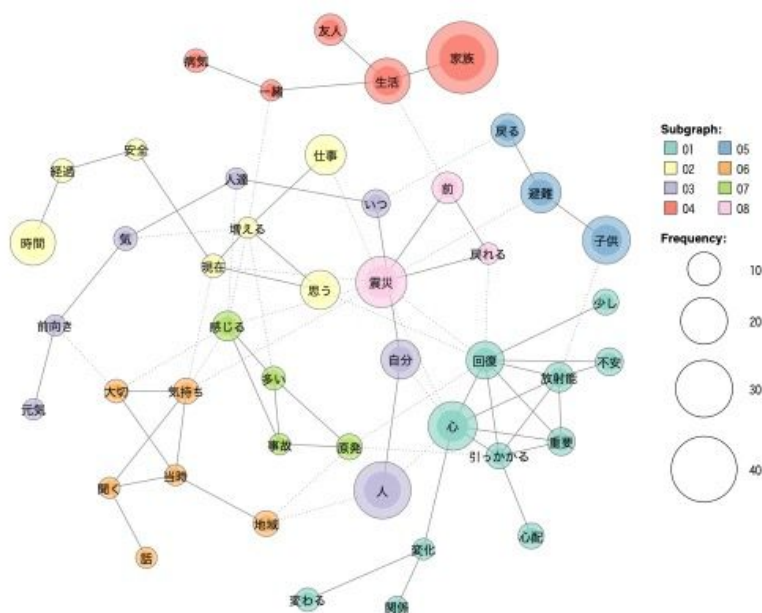 友人
家族
病気
一緒
生活
戻る
Subgraph:
01 05
02 06
03 07
04 08
安全
仕事
経過
人達
前
避難
いつ
時間
気
増える
子供
Frequency:
戻れる
現在
10
震災
思う
少し
20
前向き
感じる
自分
回復
不安
放射能
多い
30
大切
気持ち
元気
心
事故
原発
重要
引っかかる
40
当時
聞く
人
地域
心配
話
変化
変わる
関係